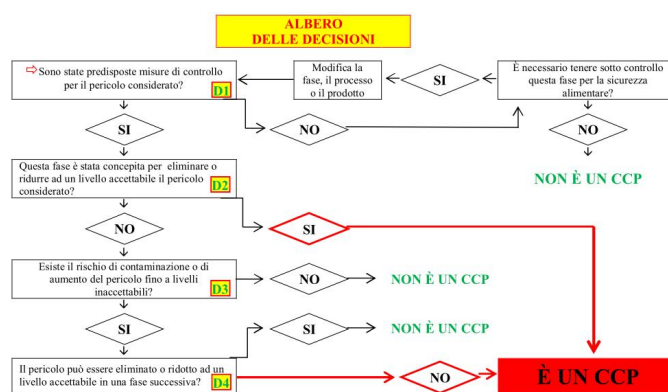 ALBERO
DELLE DECISIONI
⇨Sono state predisposte misure di controllo
per il pericolo considerato?
D1
Modifica la
fase, il processo
o il prodotto
SI
È necessario tenere sotto controllo
questa fase per la sicurezza
alimentare?
SI
NO
NO
NON È UN CCP
Questa fase è stata concepita per eliminare o
ridurre ad un livello accettabile il pericolo
considerato?
D2
NO
SI
Esiste il rischio di contaminazione o di
aumento del pericolo fino a livelli
inaccettabili?
D3
NO
NON È UN CCP
SI
SI
NON È UN CCP
Il pericolo può essere eliminato o ridotto ad un
livello accettabile in una fase successiva?
D4
NO
È UN CCP